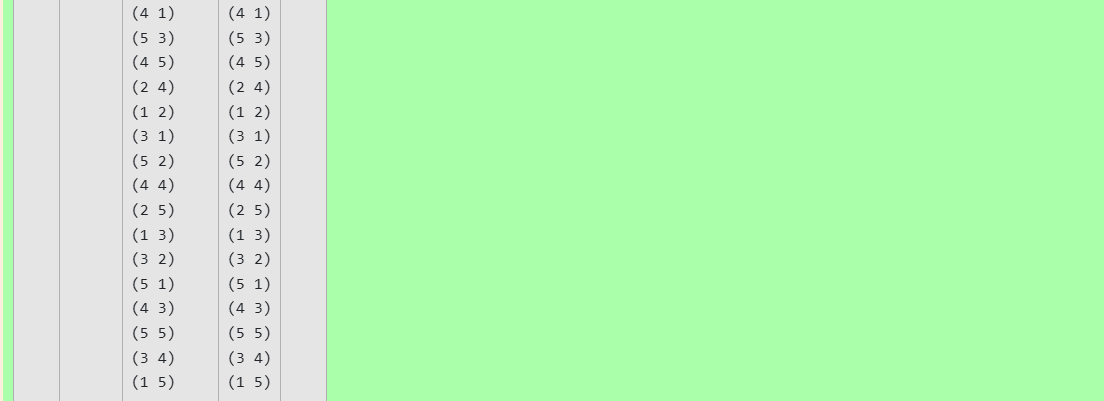 (4 1) (4 1)
(5 3) (5 3)
(4 5) (4 5)
(2 4) (2 4)
(1 2) (1 2)
(3 1) (3 1)
(5 2) (5 2)
(4 4) (4 4)
(2 5) (2 5)
(1 3) (1 3)
(3 2) (3 2)
(5 1) (5 1)
(4 3) (4 3)
(5 5) (5 5)
(3 4) (3 4)
(1 5) (1 5)